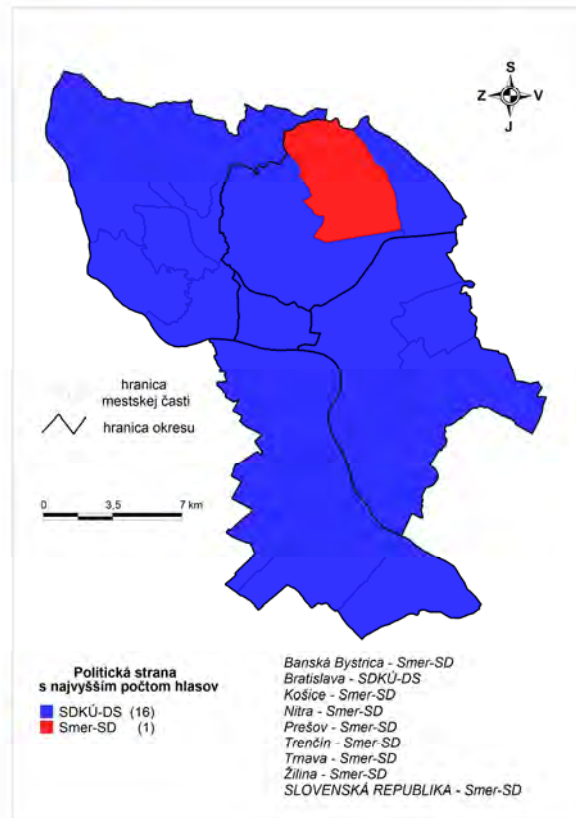 S
Z V
J
hranica
mestskej časti
hranica okresu
0 3,5 7 km
Politická strana
s najvyšším počtom hlasov
SDKÚ-DS (16)
Smer-SD (1)
Banská Bystrica - Smer-SD
Bratislava - SDKÚ-DS
Košice - Smer-SD
Nitra - Smer-SD
Prešov - Smer-SD
Trenčín - Smer-SD
Trnava - Smer-SD
Žilina - Smer-SD
SLOVENSKÁ REPUBLIKA - Smer-SD